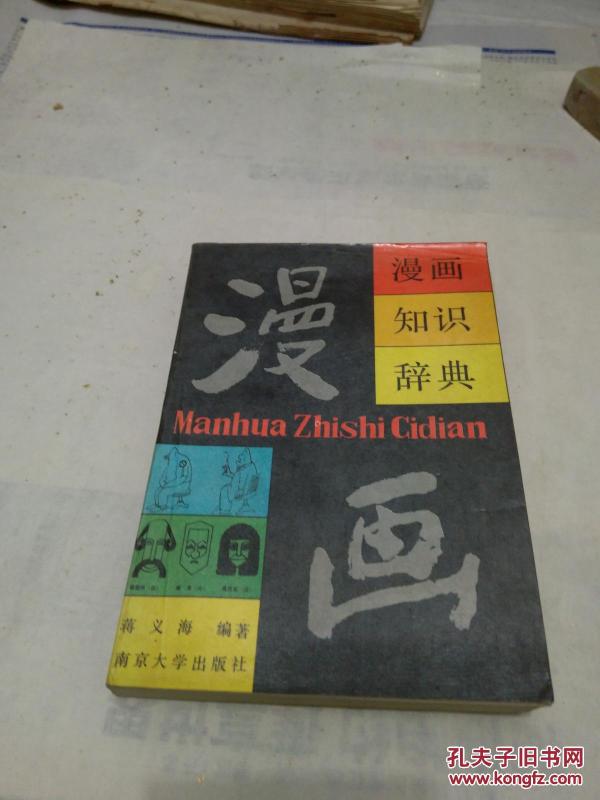 漫画
知识
辞典
漫
Manhua Zhishi Cidian
画
蒋义海 编著
南京大学出版社
孔夫子旧书网
www.kongfz.com